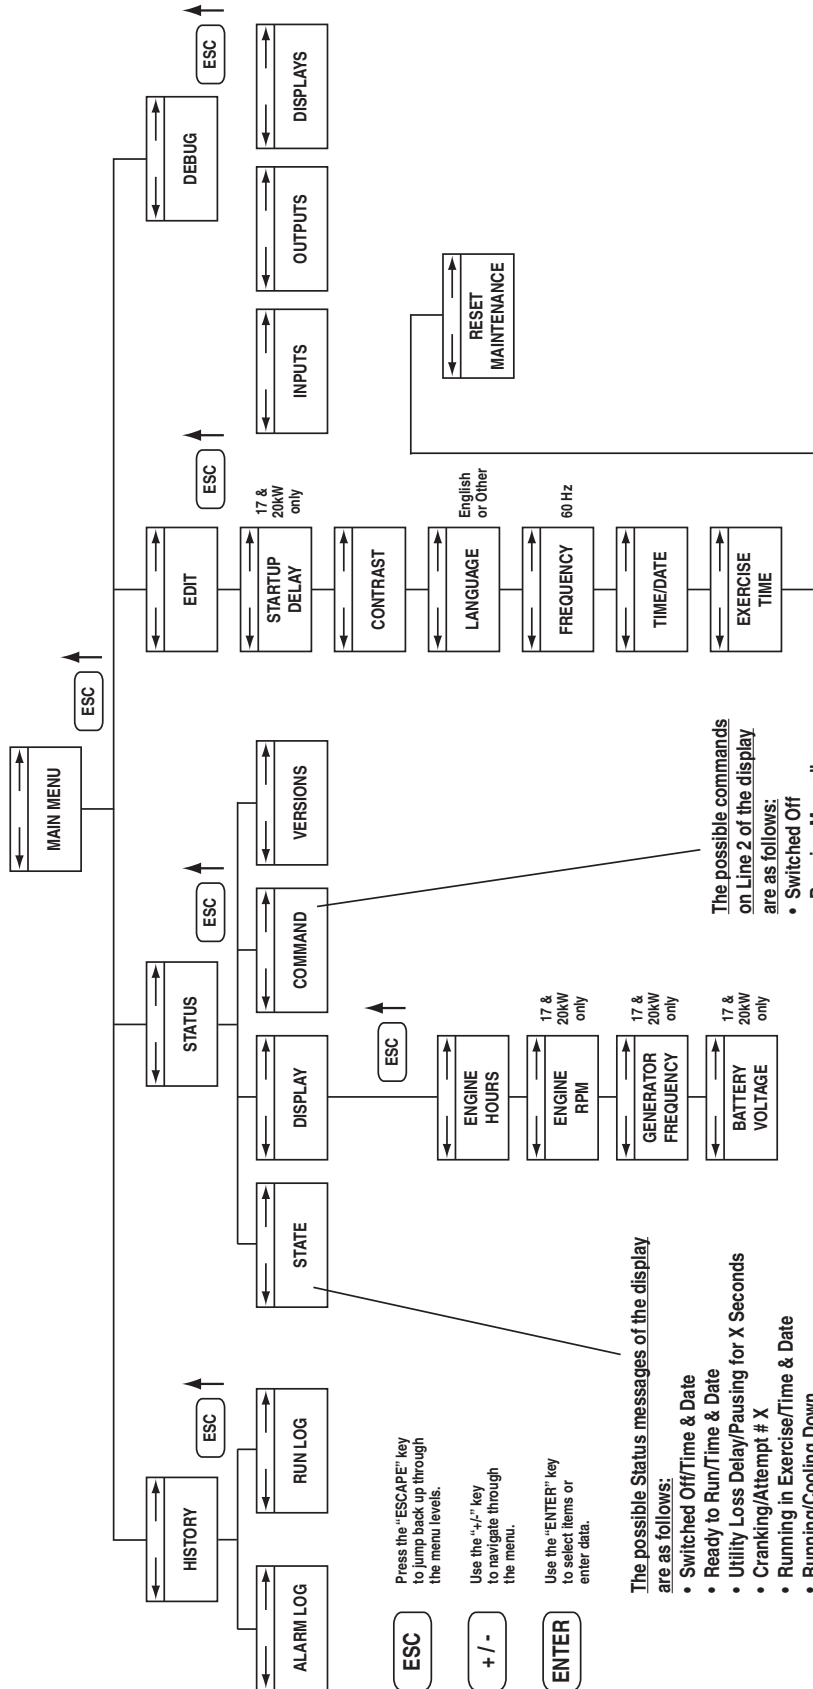 MAIN MENU
ESC
HISTORY
STATUS
EDIT
DEBUG
ESC
ESC
ESC
ESC
ALARM LOG
RUN LOG
STATE
DISPLAY
COMMAND
VERSIONS
STARTUP
DELAY
17 &
20kW
only
INPUTS
OUTPUTS
DISPLAYS
CONTRAST
LANGUAGE
English
or Other
FREQUENCY
60 Hz
TIME/DATE
EXERCISE
TIME
RESET
MAINTENANCE
ESC
ENGINE
HOURS
ENGINE
RPM
17 &
20kW
only
GENERATOR
FREQUENCY
17 &
20kW
only
BATTERY
VOLTAGE
17 &
20kW
only
ESC
Press the "ESCAPE" key
to jump back up through
the menu levels.
+ / -
Use the "+/-" key
to navigate through
the menu.
ENTER
Use the "ENTER" key
to select items or
enter data.
The possible Status messages of the display
are as follows:
• Switched Off/Time & Date
• Ready to Run/Time & Date
• Utility Loss Delay/Pausing for X Seconds
• Cranking/Attempt # X
• Running in Exercise/Time & Date
• Running/Cooling Down
The possible commands
on Line 2 of the display
are as follows:
• Switched Off